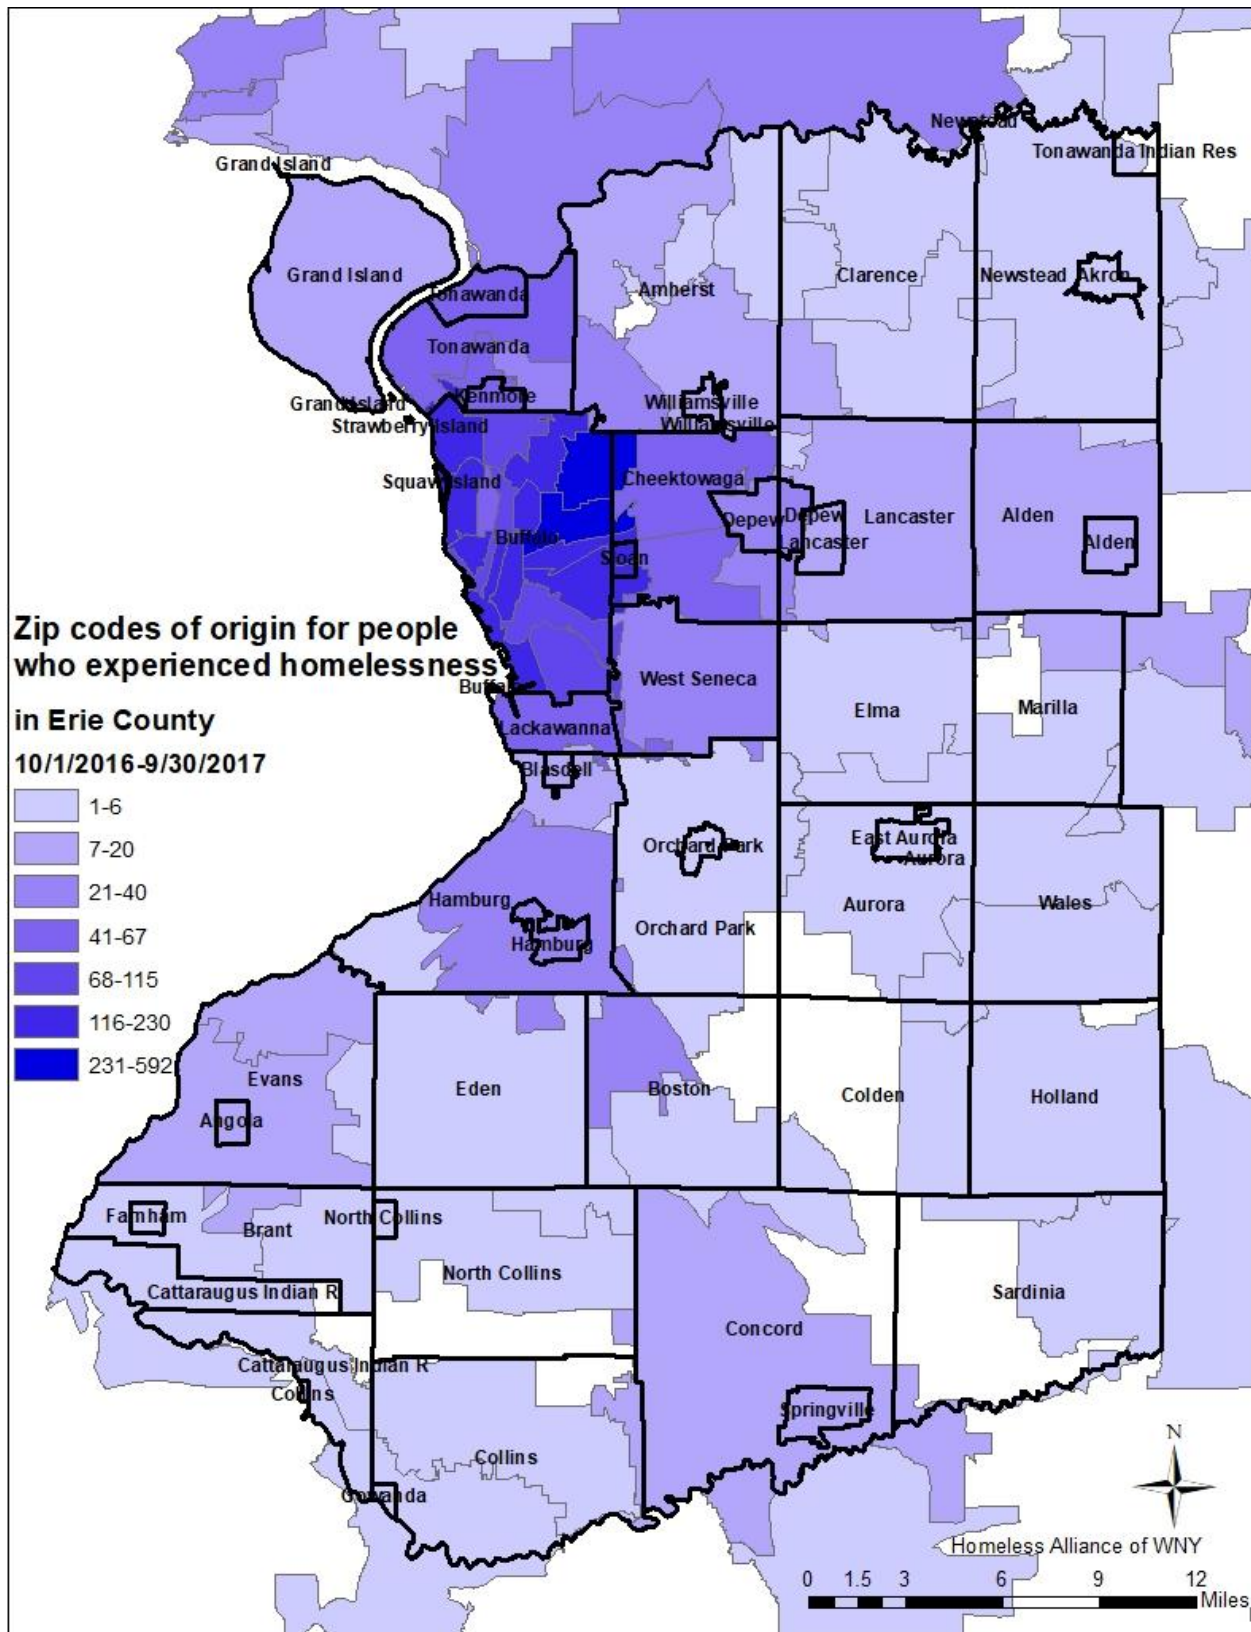 Newstead
Tonawanda Indian Res
Grand Island
Grand Island
Clarence
Newstead
Akron
Amherst
Tonawanda
Tonawanda
Kenmore
Grand Island
Strawberry Island
Williamsville
Williamsville
Squaw Island
Cheektowaga
Depew
Depew
Lancaster
Lancaster
Alden
Alden
Buffalo
Sloan
Zip codes of origin for people
who experienced homelessness
in Erie County
10/1/2016-9/30/2017
1-6
7-20
21-40
41-67
68-115
116-230
231-592
West Seneca
Buffalo
Elma
Marilla
Lackawanna
Blasdell
Orchard Park
East Aurora
Aurora
Hamburg
Aurora
Wales
Hamburg
Orchard Park
Evans
Eden
Boston
Colden
Holland
Angola
Farnham
Brant
North Collins
North Collins
Cattaraugus Indian R
Sardinia
Concord
Cattaraugus Indian R
Collins
Springville
Collins
Gowanda
N
Homeless Alliance of WNY
0 1.5 3 6 9 12
Miles